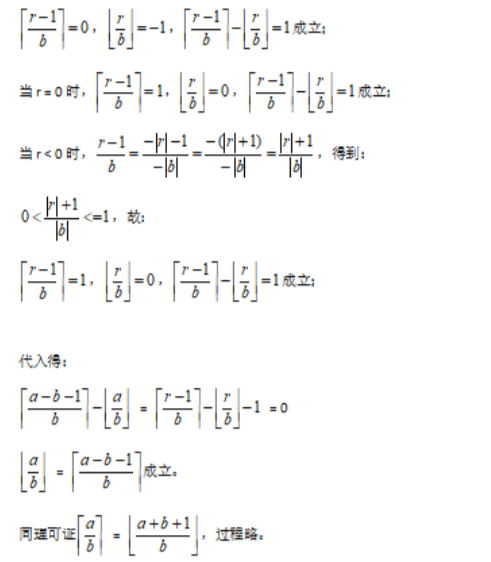 ⌈(r−1)/b⌉=0，⌊r/b⌋=−1，⌈(r−1)/b⌉−⌊r/b⌋=1成立；
当 r = 0 时，⌈(r−1)/b⌉=1，⌊r/b⌋=0，⌈(r−1)/b⌉−⌊r/b⌋=1成立；
当 r < 0 时，(r−1)/b=(−|r|−1)/(−|b|)=(−(|r|+1))/(−|b|)=(|r|+1)/|b|，得到：
0<(|r|+1)/|b|<=1，故：
⌈(r−1)/b⌉=1，⌊r/b⌋=0，⌈(r−1)/b⌉−⌊r/b⌋=1成立；
代入得：
⌈(a−b−1)/b⌉−⌊a/b⌋ = ⌈(r−1)/b⌉−⌊r/b⌋−1 = 0
⌊a/b⌋ = ⌈(a−b−1)/b⌉成立。
同理可证⌈a/b⌉ = ⌊(a+b+1)/b⌋，过程略。